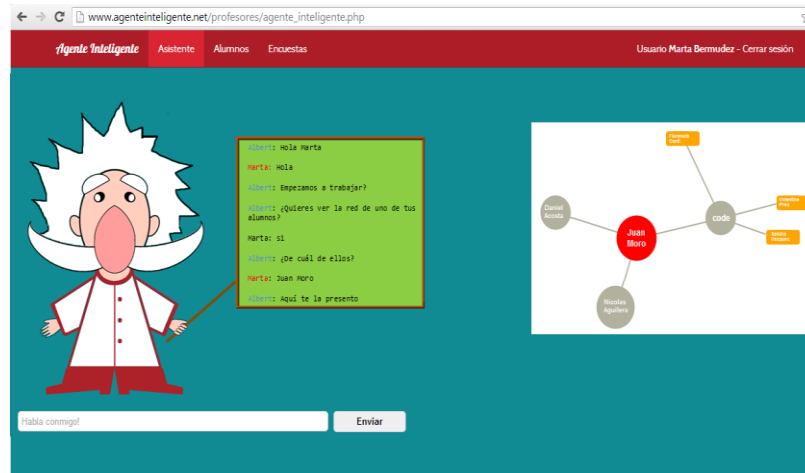 www.agenteinteligente.net/profesores/agente_inteligente.php
Agente Inteligente Asistente Alumnos Encuestas Usuario Marta Bermudez - Cerrar sesión
Albert: Hola Marta
Marta: Hola
Albert: Empezamos a trabajar?
Albert: ¿Quieres ver la red de uno de tus
alumnos?
Marta: si
Albert: ¿De cuál de ellos?
Marta: Juan Moro
Albert: Aquí te la presento
Daniel
Acosta
Juan
Moro
code
Nicolas
Aguilera
Habla conmigo!
Enviar